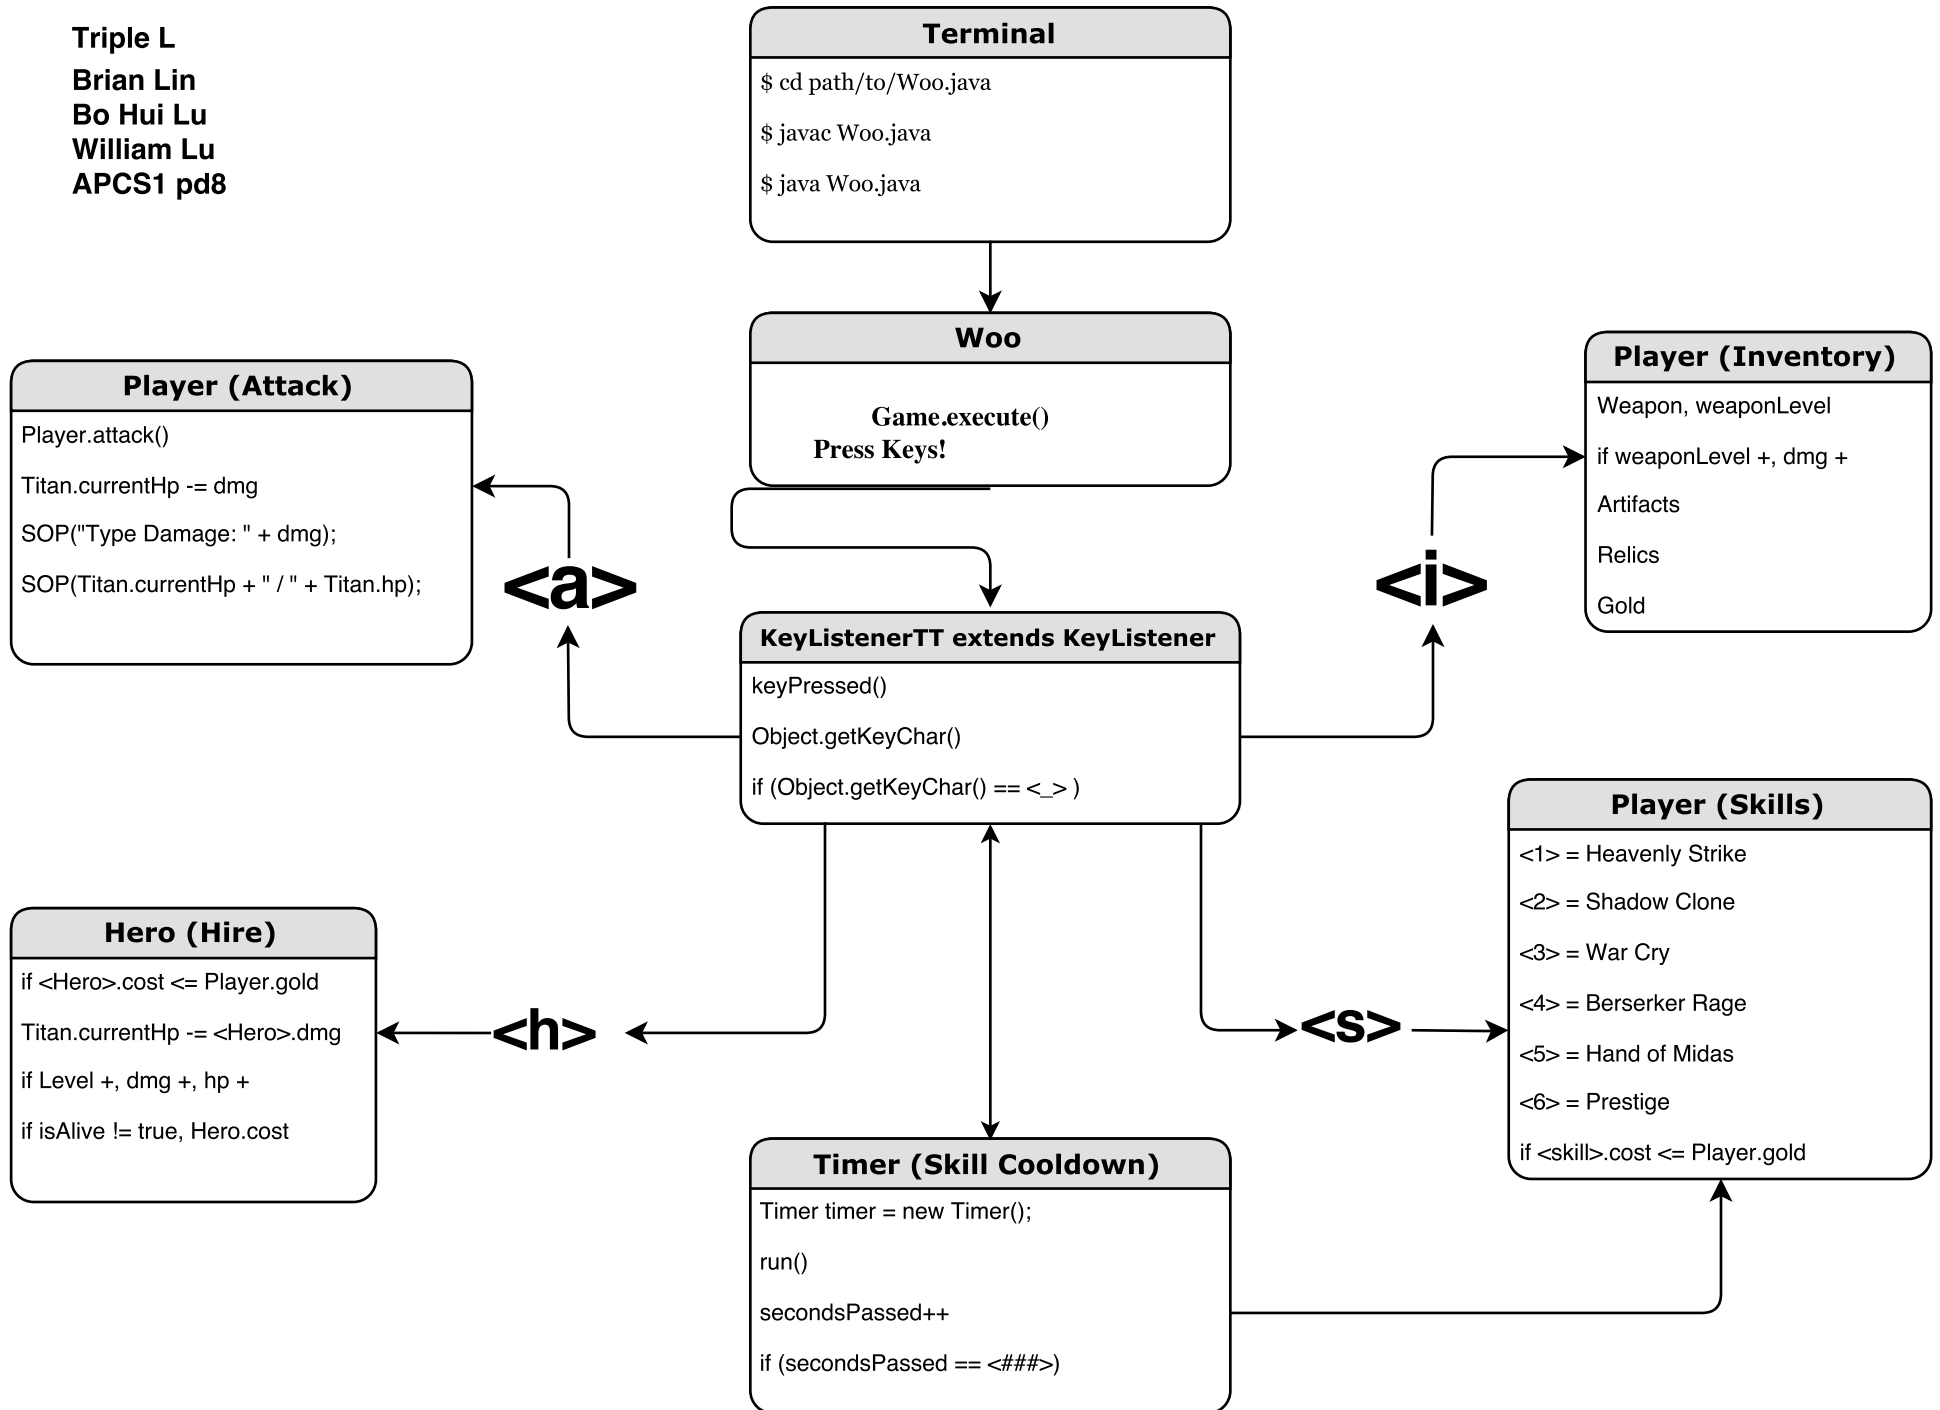 Triple L
Brian Lin
Bo Hui Lu
William Lu
APCS1 pd8
Terminal
$ cd path/to/Woo.java
$ javac Woo.java
$ java Woo.java
Woo
Game.execute()
Press Keys!
Player (Attack)
Player.attack()
Titan.currentHp -= dmg
SOP("Type Damage: " + dmg);
SOP(Titan.currentHp + " / " + Titan.hp);
<a>
<i>
Player (Inventory)
Weapon, weaponLevel
if weaponLevel +, dmg +
Artifacts
Relics
Gold
KeyListenerTT extends KeyListener
keyPressed()
Object.getKeyChar()
if (Object.getKeyChar() == <_> )
Hero (Hire)
if <Hero>.cost <= Player.gold
Titan.currentHp -= <Hero>.dmg
if Level +, dmg +, hp +
if isAlive != true, Hero.cost
<h>
<s>
Player (Skills)
<1> = Heavenly Strike
<2> = Shadow Clone
<3> = War Cry
<4> = Berserker Rage
<5> = Hand of Midas
<6> = Prestige
if <skill>.cost <= Player.gold
Timer (Skill Cooldown)
Timer timer = new Timer();
run()
secondsPassed++
if (secondsPassed == <###>)